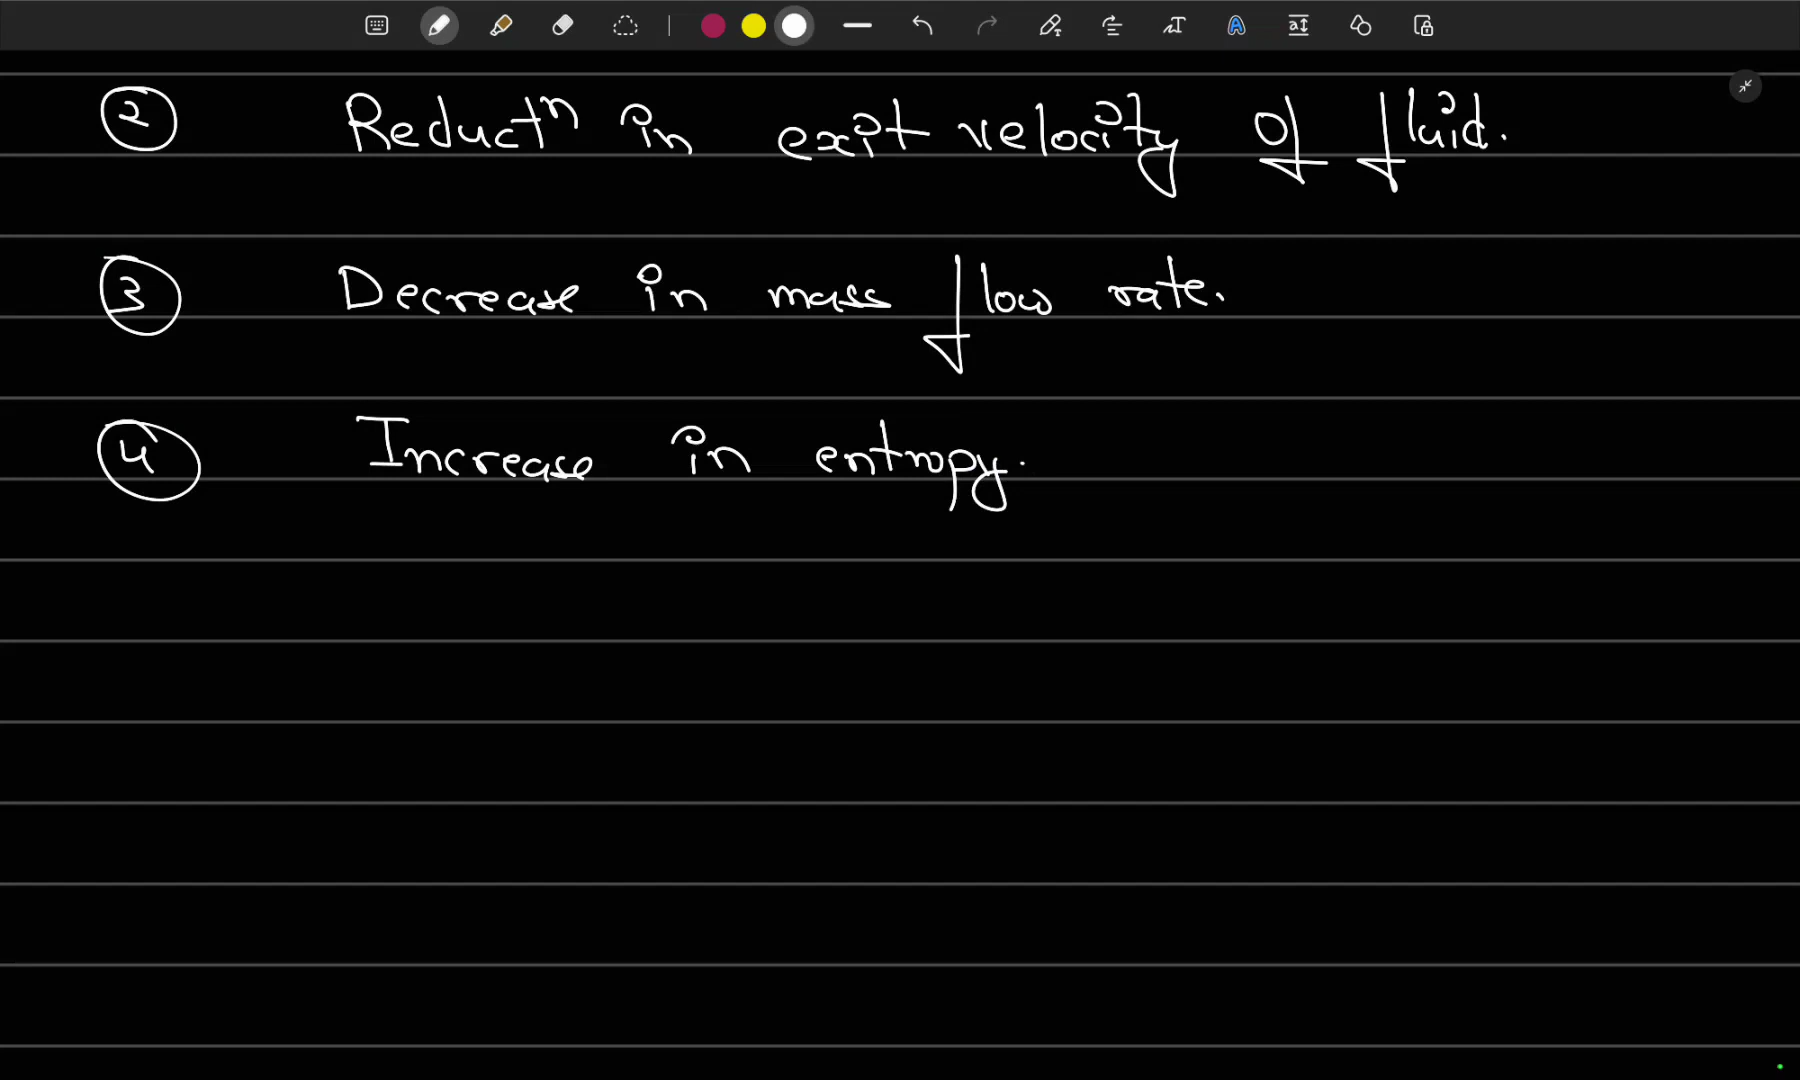 ② Reductⁿ in exit velocity of fluid.
③ Decrease in mass flow rate.
④ Increase in entropy.